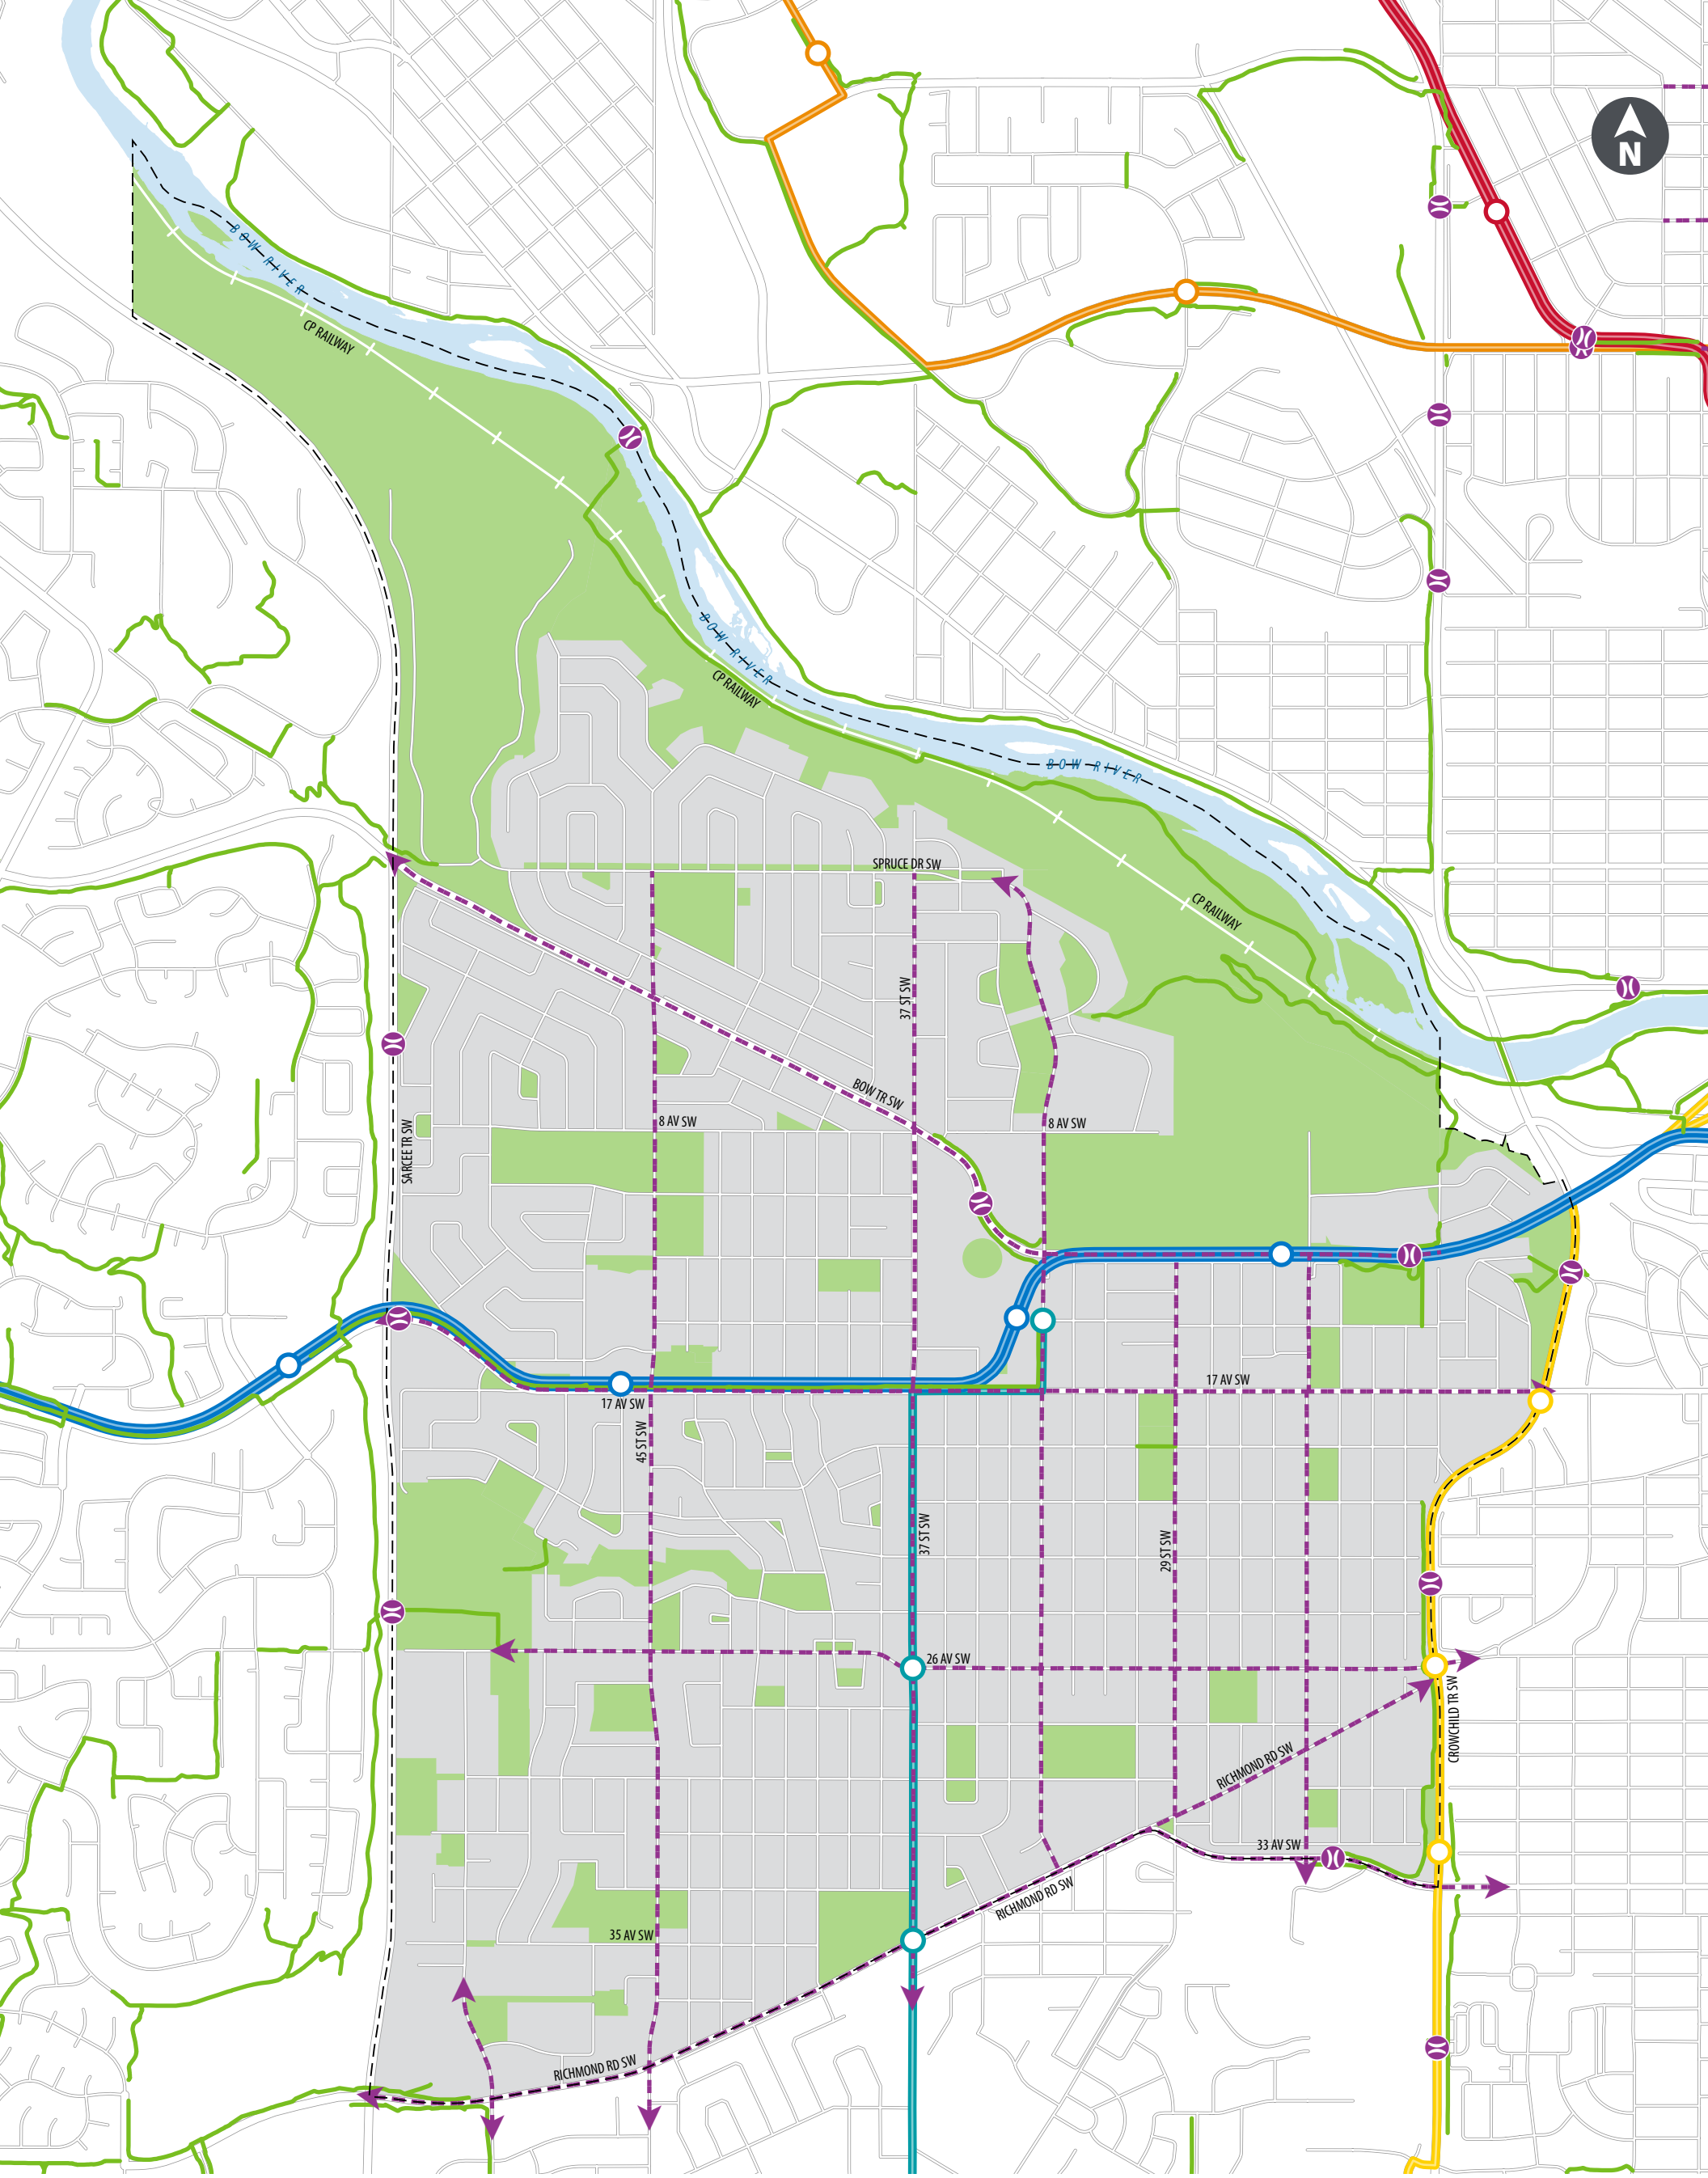 N
BOW RIVER
CP RAILWAY
BOW RIVER
CP RAILWAY
BOW RIVER
SPRUCE DR SW
CP RAILWAY
37 ST SW
BOW TR SW
8 AV SW
8 AV SW
SARCEE TR SW
17 AV SW
17 AV SW
45 ST SW
37 ST SW
29 ST SW
26 AV SW
CROWCHILD TR SW
RICHMOND RD SW
33 AV SW
RICHMOND RD SW
35 AV SW
RICHMOND RD SW